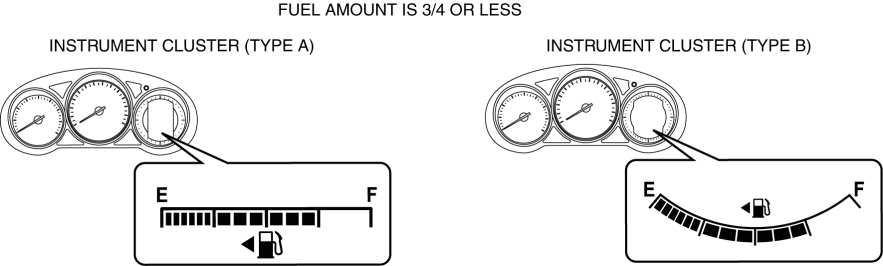 FUEL AMOUNT IS 3/4 OR LESS
INSTRUMENT CLUSTER (TYPE A)
INSTRUMENT CLUSTER (TYPE B)
E F
E F